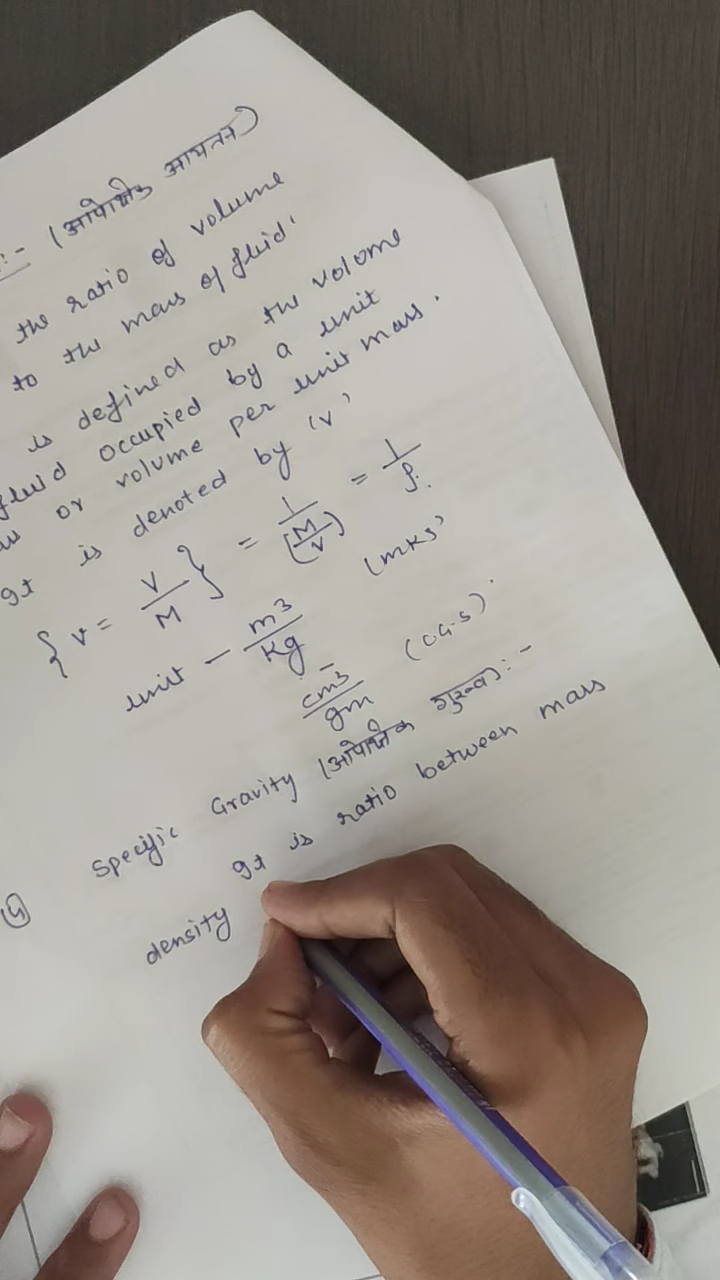 :- (आपेक्षिक आयतन)
the ratio of volume
to the mass of fluid.
is defined as the volume
fluid occupied by a unit
or volume per unit mass.
It is denoted by 'v'
{v = V/M} = 1/(M/V) = 1/ρ.
unit - m³/kg (MKS)
cm³/gm (C.G.S)
(4) Specific Gravity (आपेक्षिक गुरुत्व) :-
It is ratio between mass
density